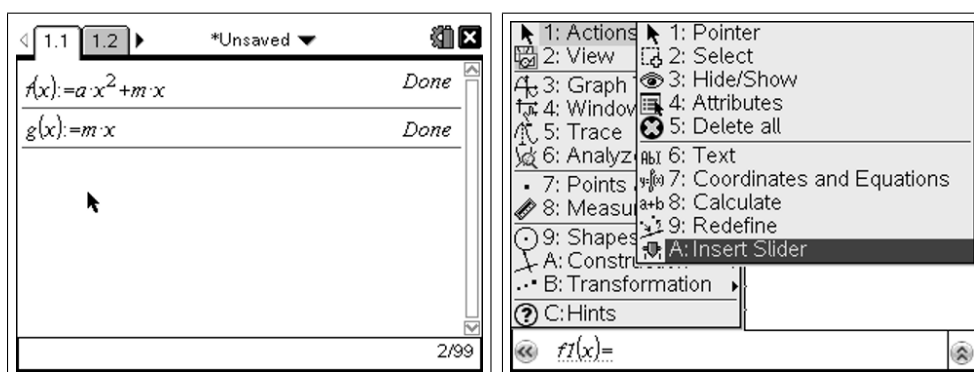 1.1 1.2 *Unsaved
f(x):=a·x²+m·x Done
g(x):=m·x Done
2/99
1: Actions
2: View
3: Graph
4: Window
5: Trace
6: Analyz
7: Points
8: Measu
9: Shapes
A: Constr
B: Transformation
C: Hints
1: Pointer
2: Select
3: Hide/Show
4: Attributes
5: Delete all
6: Text
7: Coordinates and Equations
8: Calculate
9: Redefine
A: Insert Slider
f1(x)=